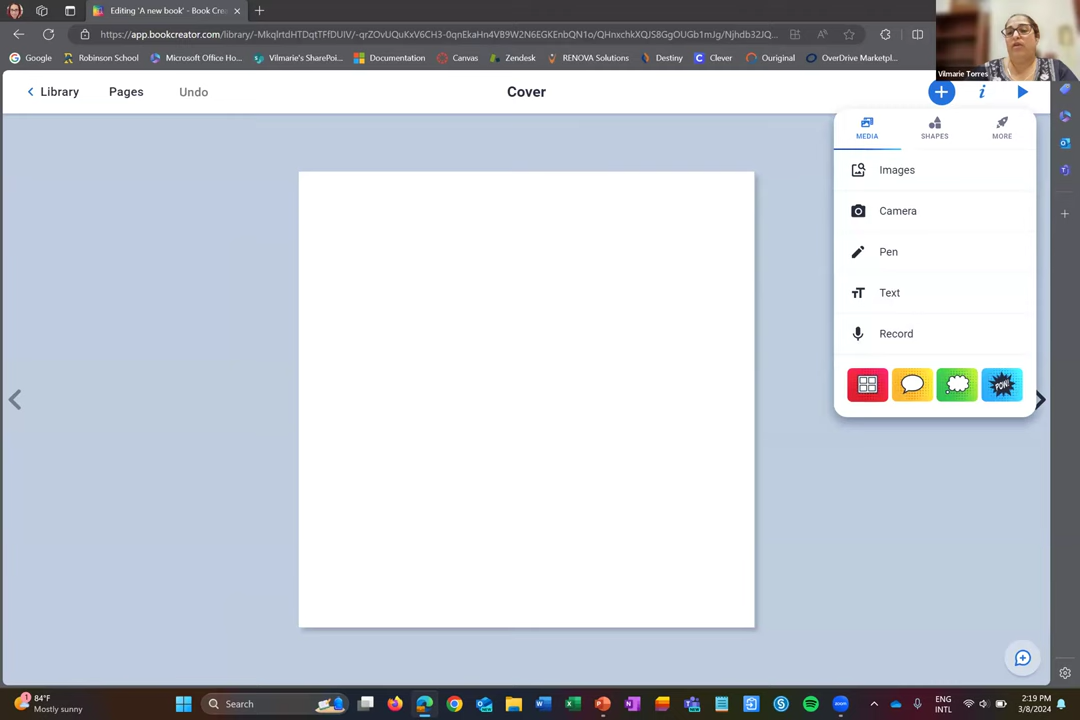 Editing 'A new book' - Book Crea
https://app.bookcreator.com/library/-MkqlrtdHTDqtTFfDUIV/-qrZOvUQuKxV6CH3-0qnEkaHn4VB9W2N6EGKEnbQN1o/QHnxchkXQJS8GgOUGb1mJg/Njhdb32JQ...
Google
Robinson School
Microsoft Office Ho...
Vilmarie's SharePoi...
Documentation
Canvas
Zendesk
RENOVA Solutions
Destiny
Clever
Ouriginal
OverDrive Marketpl...
Vilmarie Torres
Library
Pages
Undo
Cover
MEDIA
SHAPES
MORE
Images
Camera
Pen
Text
Record
POW!
84°F
Mostly sunny
Search
ENG
INTL
2:19 PM
3/8/2024